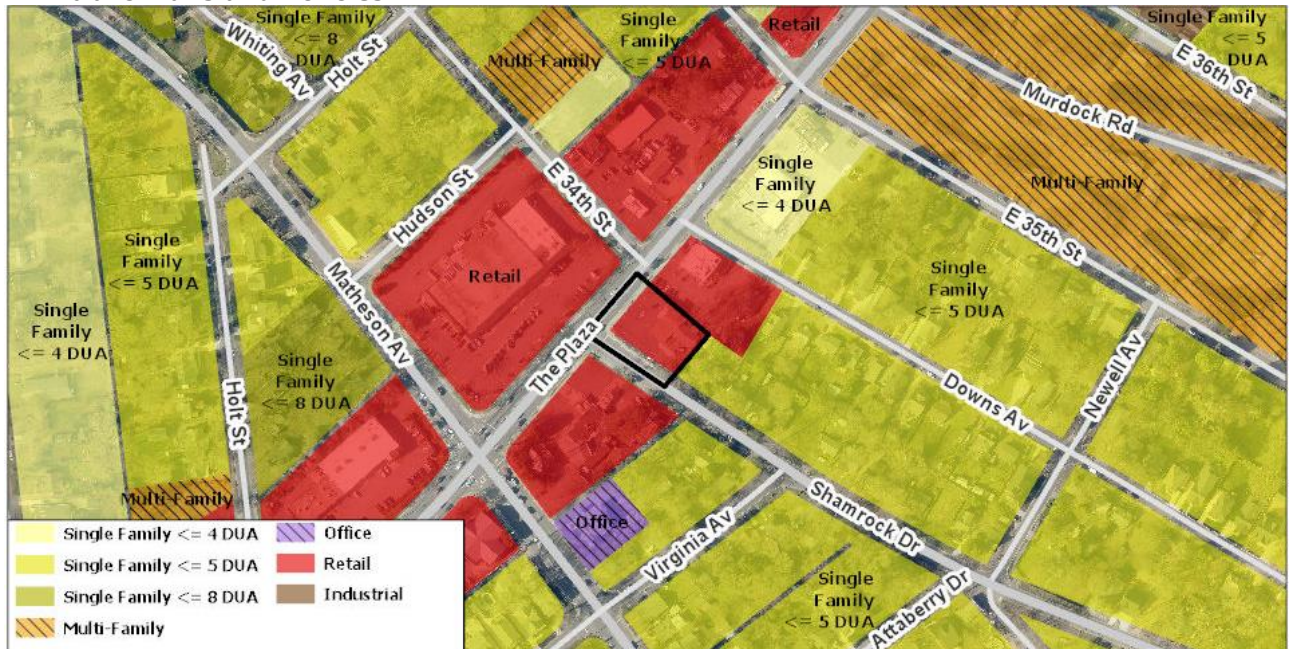 Single Family
<= 8
DUA
Whiting Av
Holt St
Multi-Family
Single
Family
<= 5 DUA
Retail
Single Family
<= 5
DUA
E 36th St
Murdock Rd
Multi-Family
E 35th St
Single
Family
<= 4 DUA
E 34th St
Hudson St
Single
Family
<= 5 DUA
Single
Family
<= 4 DUA
Holt St
Matheson Av
Retail
Single
Family
<= 8 DUA
The Plaza
Single
Family
<= 5 DUA
Downs Av
Newell Av
Multi-Family
Office
Virginia Av
Shamrock Dr
Attaberry Dr
Single
Family
<= 5 DUA
Single Family <= 4 DUA
Single Family <= 5 DUA
Single Family <= 8 DUA
Multi-Family
Office
Retail
Industrial